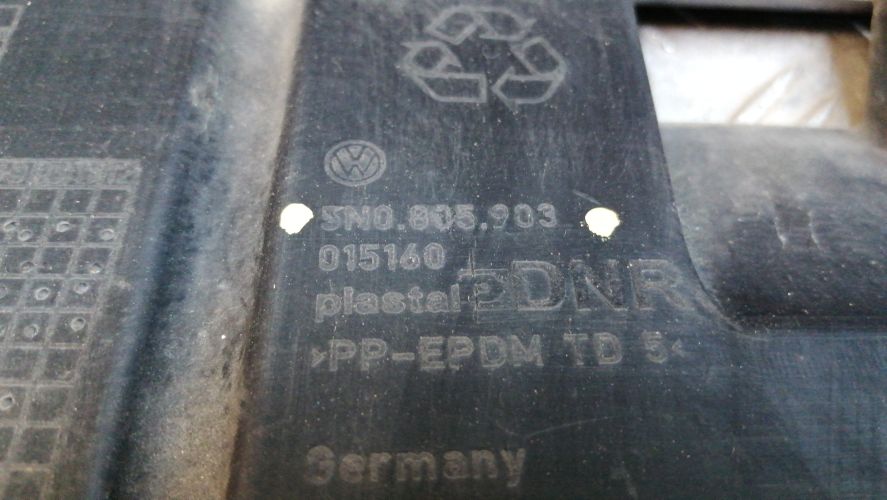 5N0.805.903
015160
plastal DNR
>PP-EPDM TD 5<
Germany